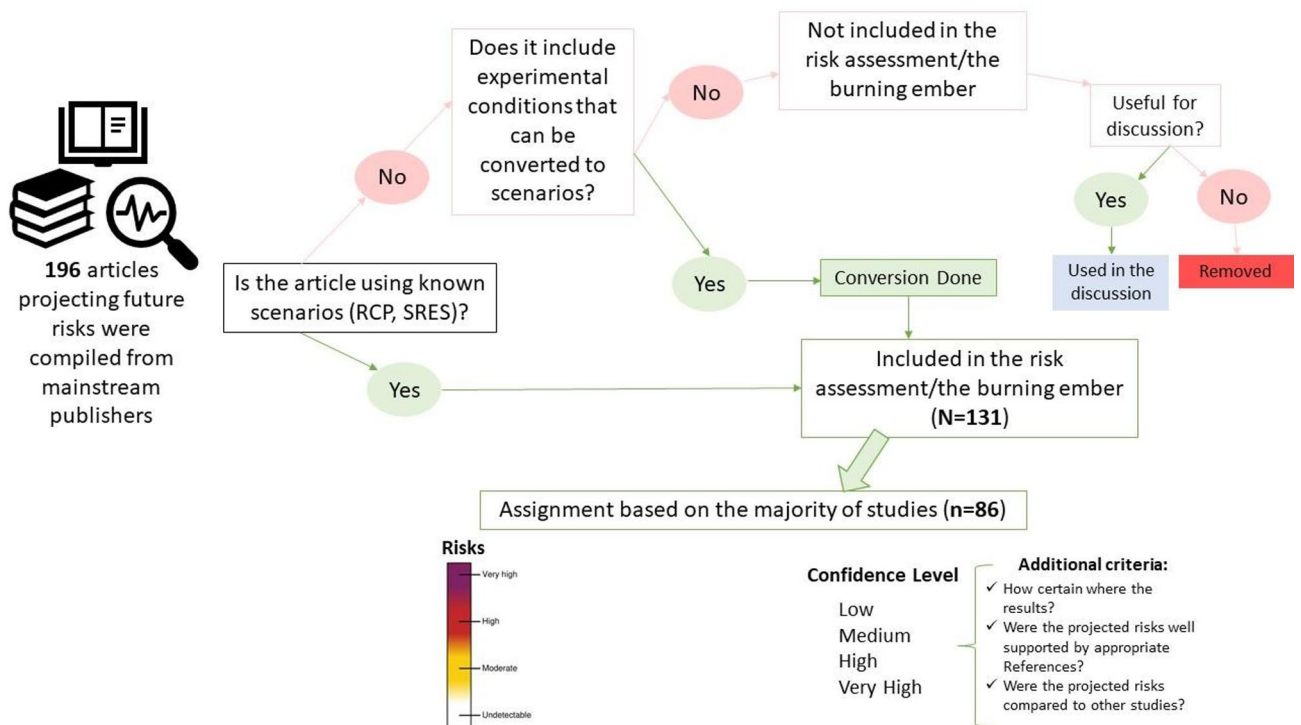 196 articles
projecting future
risks were
compiled from
mainstream
publishers
Is the article using known
scenarios (RCP, SRES)?
No
Does it include
experimental
conditions that
can be
converted to
scenarios?
No
Not included in the
risk assessment/the
burning ember
Useful for
discussion?
Yes
No
Used in the
discussion
Removed
Yes
Conversion Done
Yes
Included in the risk
assessment/the burning ember
(N=131)
Assignment based on the majority of studies (n=86)
Risks
Very high
High
Moderate
Undetectable
Confidence Level
Low
Medium
High
Very High
Additional criteria:
✓ How certain where the
results?
✓ Were the projected risks well
supported by appropriate
References?
✓ Were the projected risks
compared to other studies?